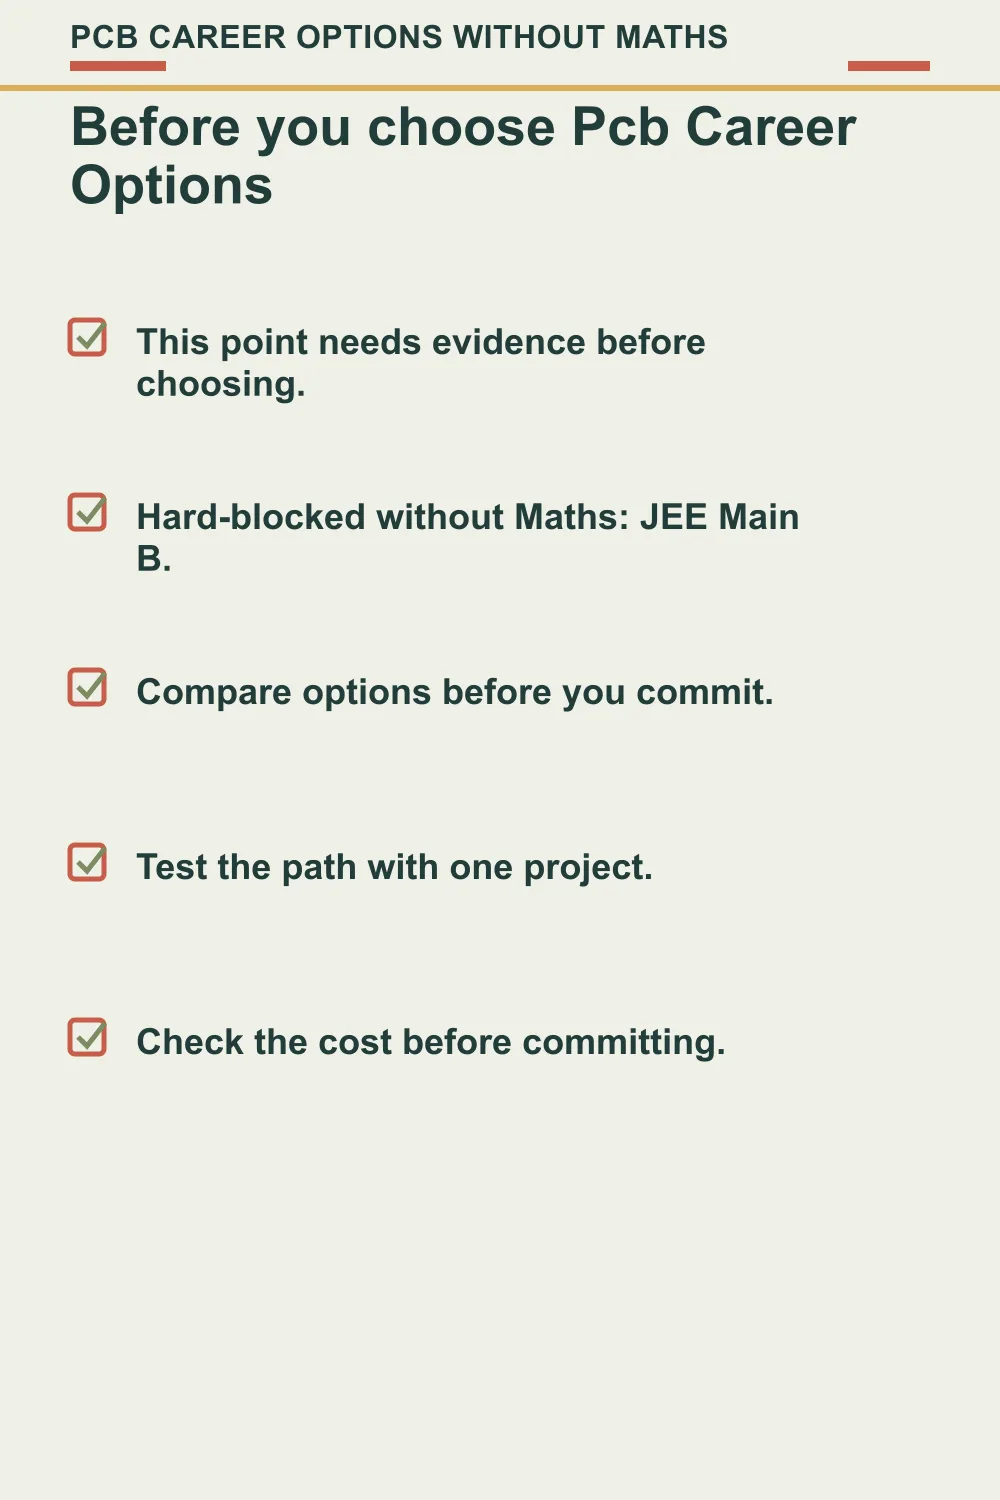 PCB CAREER OPTIONS WITHOUT MATHS
Before you choose Pcb Career
Options
This point needs evidence before
choosing.
Hard-blocked without Maths: JEE Main
B.
Compare options before you commit.
Test the path with one project.
Check the cost before committing.